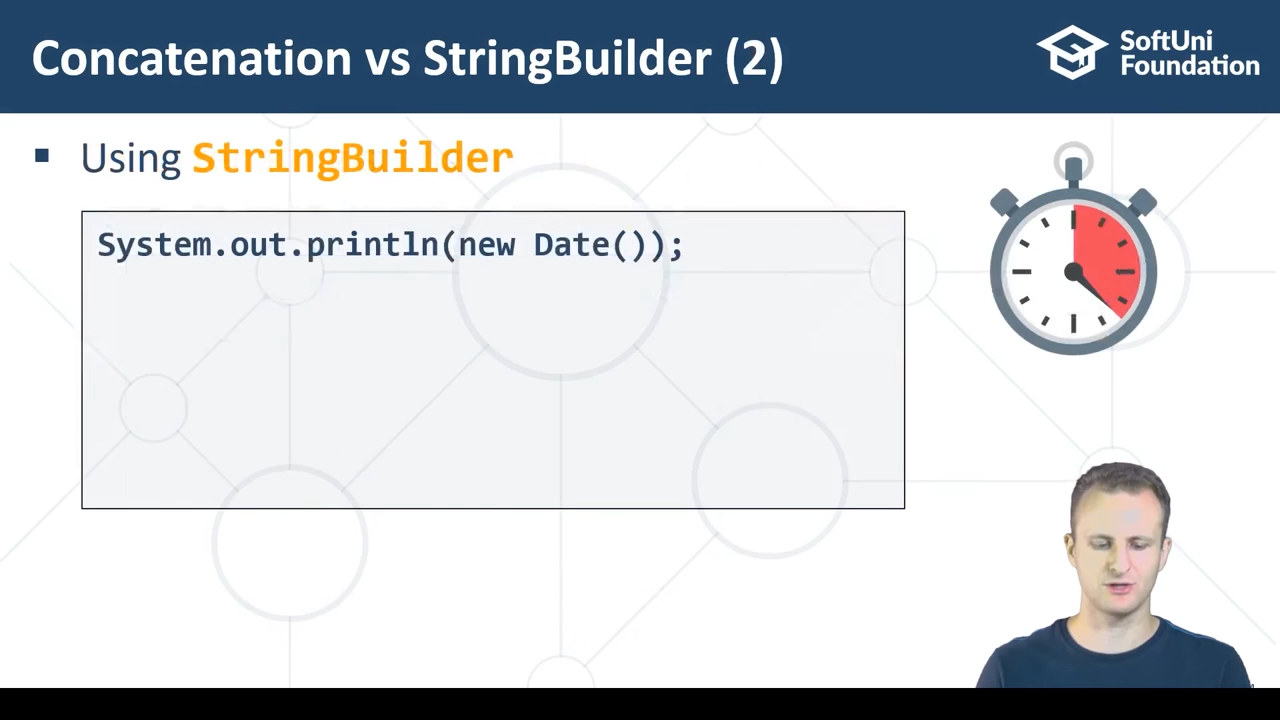 Concatenation vs StringBuilder (2)
SoftUni
Foundation
▪ Using StringBuilder
System.out.println(new Date());